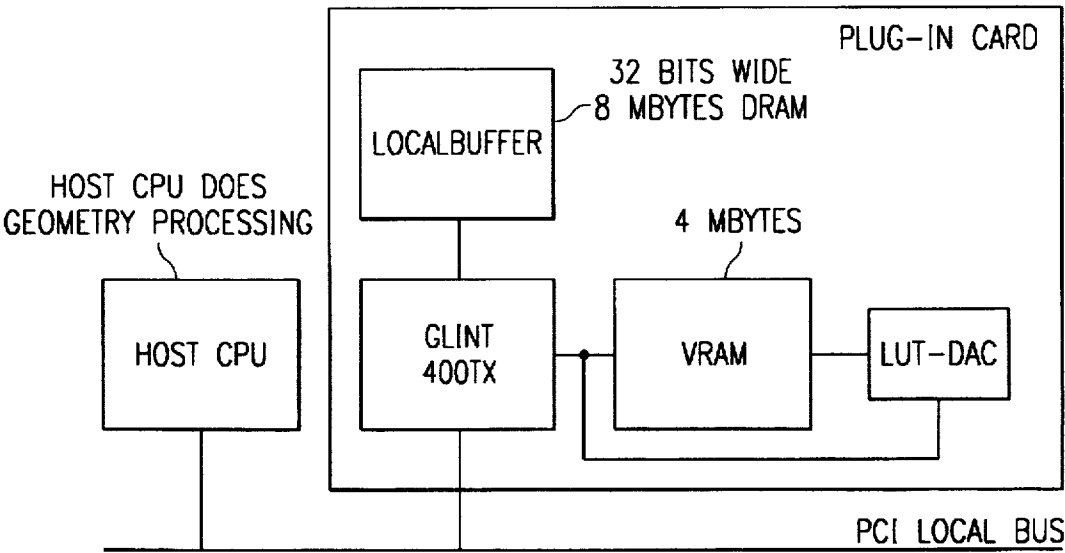 PLUG-IN CARD
32 BITS WIDE
8 MBYTES DRAM
LOCALBUFFER
HOST CPU DOES
GEOMETRY PROCESSING
4 MBYTES
HOST CPU
GLINT
400TX
VRAM
LUT-DAC
PCI LOCAL BUS